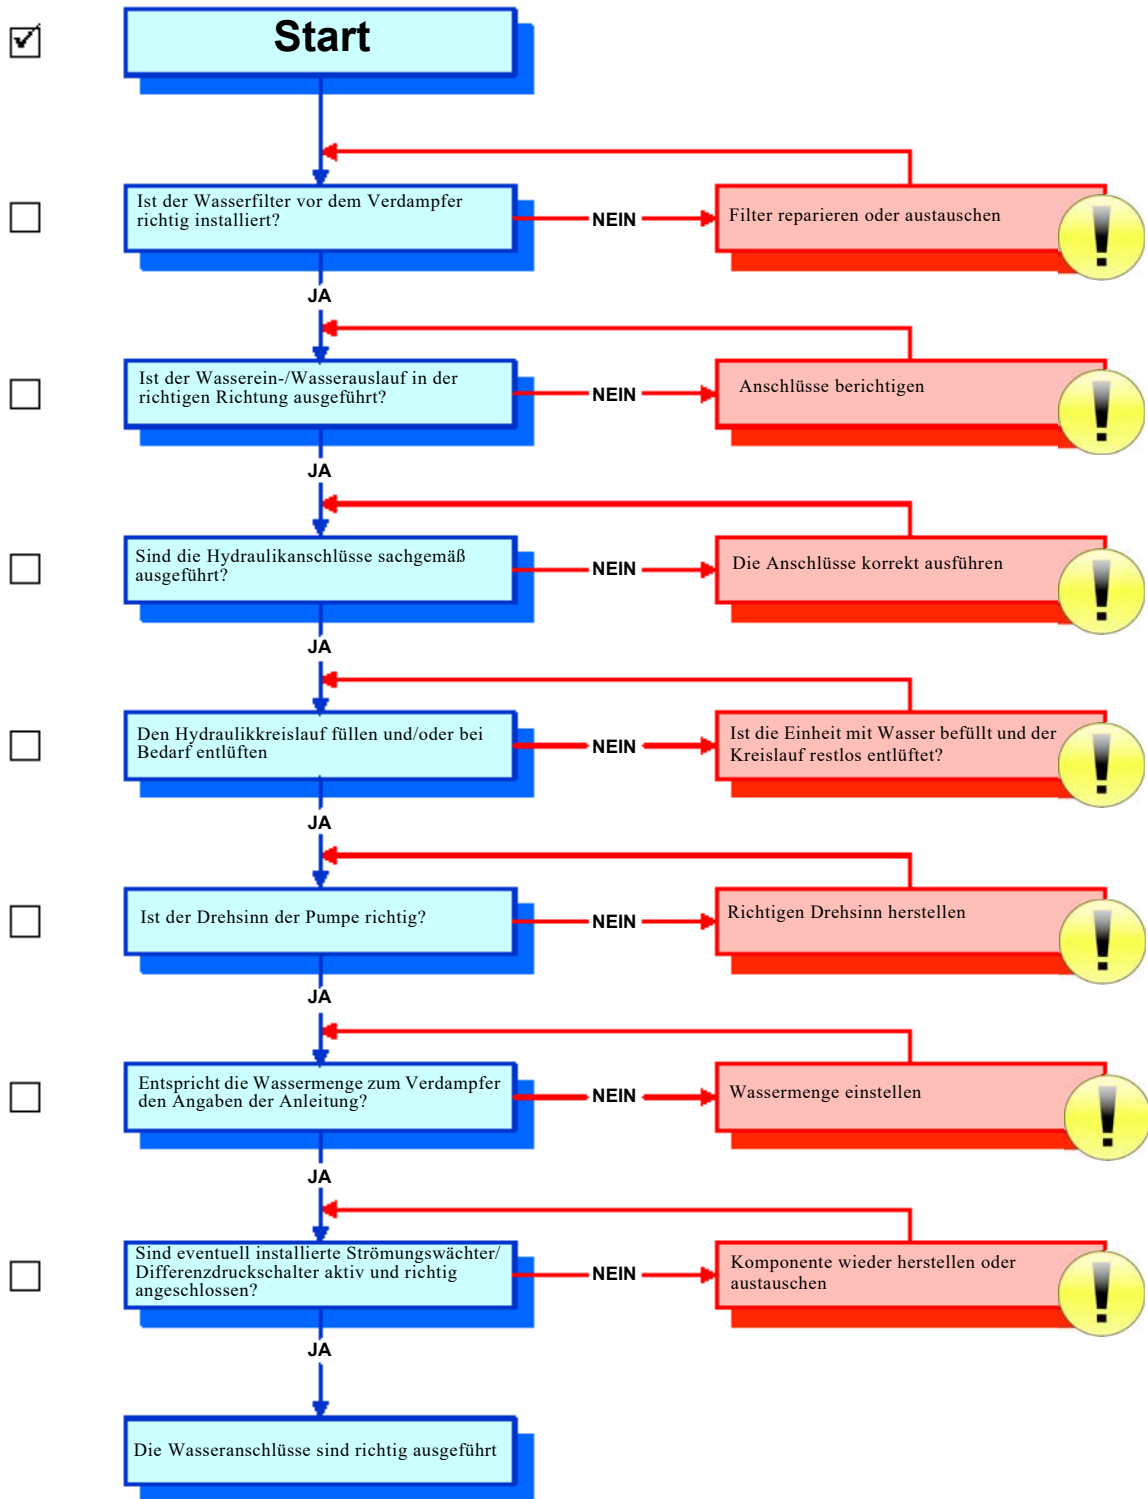 Start
Ist der Wasserfilter vor dem Verdampfer
richtig installiert?
NEIN
Filter reparieren oder austauschen
JA
Ist der Wasserein-/Wasserauslauf in der
richtigen Richtung ausgeführt?
NEIN
Anschlüsse berichtigen
JA
Sind die Hydraulikanschlüsse sachgemäß
ausgeführt?
NEIN
Die Anschlüsse korrekt ausführen
JA
Den Hydraulikkreislauf füllen und/oder bei
Bedarf entlüften
NEIN
Ist die Einheit mit Wasser befüllt und der
Kreislauf restlos entlüftet?
JA
Ist der Drehsinn der Pumpe richtig?
NEIN
Richtigen Drehsinn herstellen
JA
Entspricht die Wassermenge zum Verdampfer
den Angaben der Anleitung?
NEIN
Wassermenge einstellen
JA
Sind eventuell installierte Strömungswächter/
Differenzdruckschalter aktiv und richtig
angeschlossen?
NEIN
Komponente wieder herstellen oder
austauschen
JA
Die Wasseranschlüsse sind richtig ausgeführt